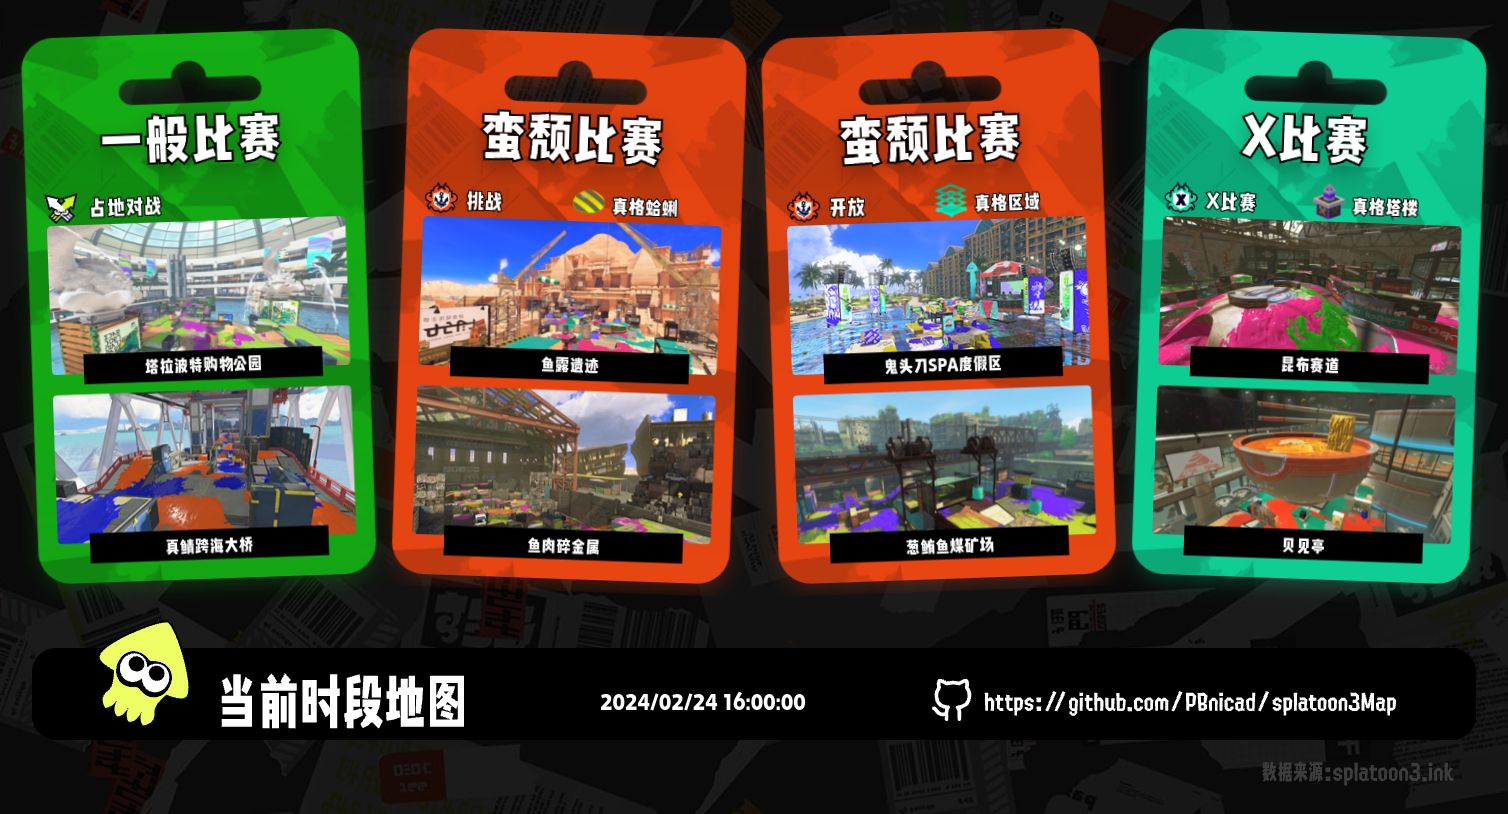 一般比赛
占地对战
塔拉波特购物公园
真鲭跨海大桥
蛮颓比赛
挑战
真格蛤蜊
鱼露遗迹
鱼肉碎金属
蛮颓比赛
开放
真格区域
鬼头刀SPA度假区
葱鲔鱼煤矿场
X比赛
X比赛
真格塔楼
昆布赛道
贝见亭
当前时段地图
2024/02/24 16:00:00
https://github.com/PBnicad/splatoon3Map
数据来源:splatoon3.ink